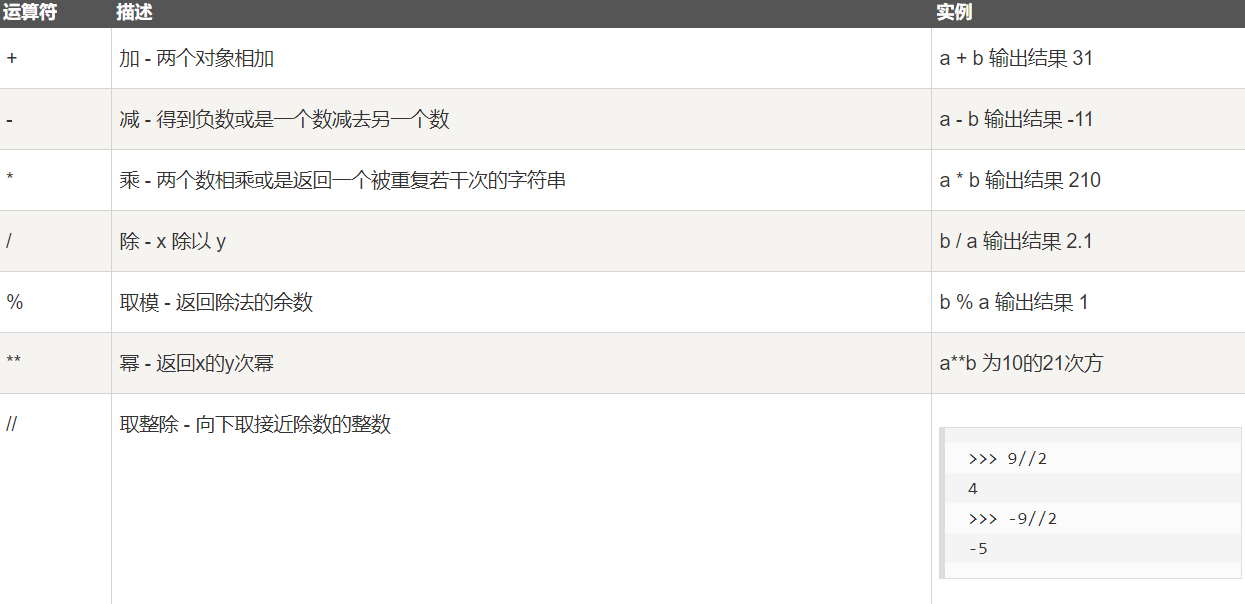 运算符 描述 实例
+ 加 - 两个对象相加 a + b 输出结果 31
- 减 - 得到负数或是一个数减去另一个数 a - b 输出结果 -11
* 乘 - 两个数相乘或是返回一个被重复若干次的字符串 a * b 输出结果 210
/ 除 - x 除以 y b / a 输出结果 2.1
% 取模 - 返回除法的余数 b % a 输出结果 1
** 幂 - 返回x的y次幂 a**b 为10的21次方
// 取整除 - 向下取接近除数的整数
>>> 9//2
4
>>> -9//2
-5